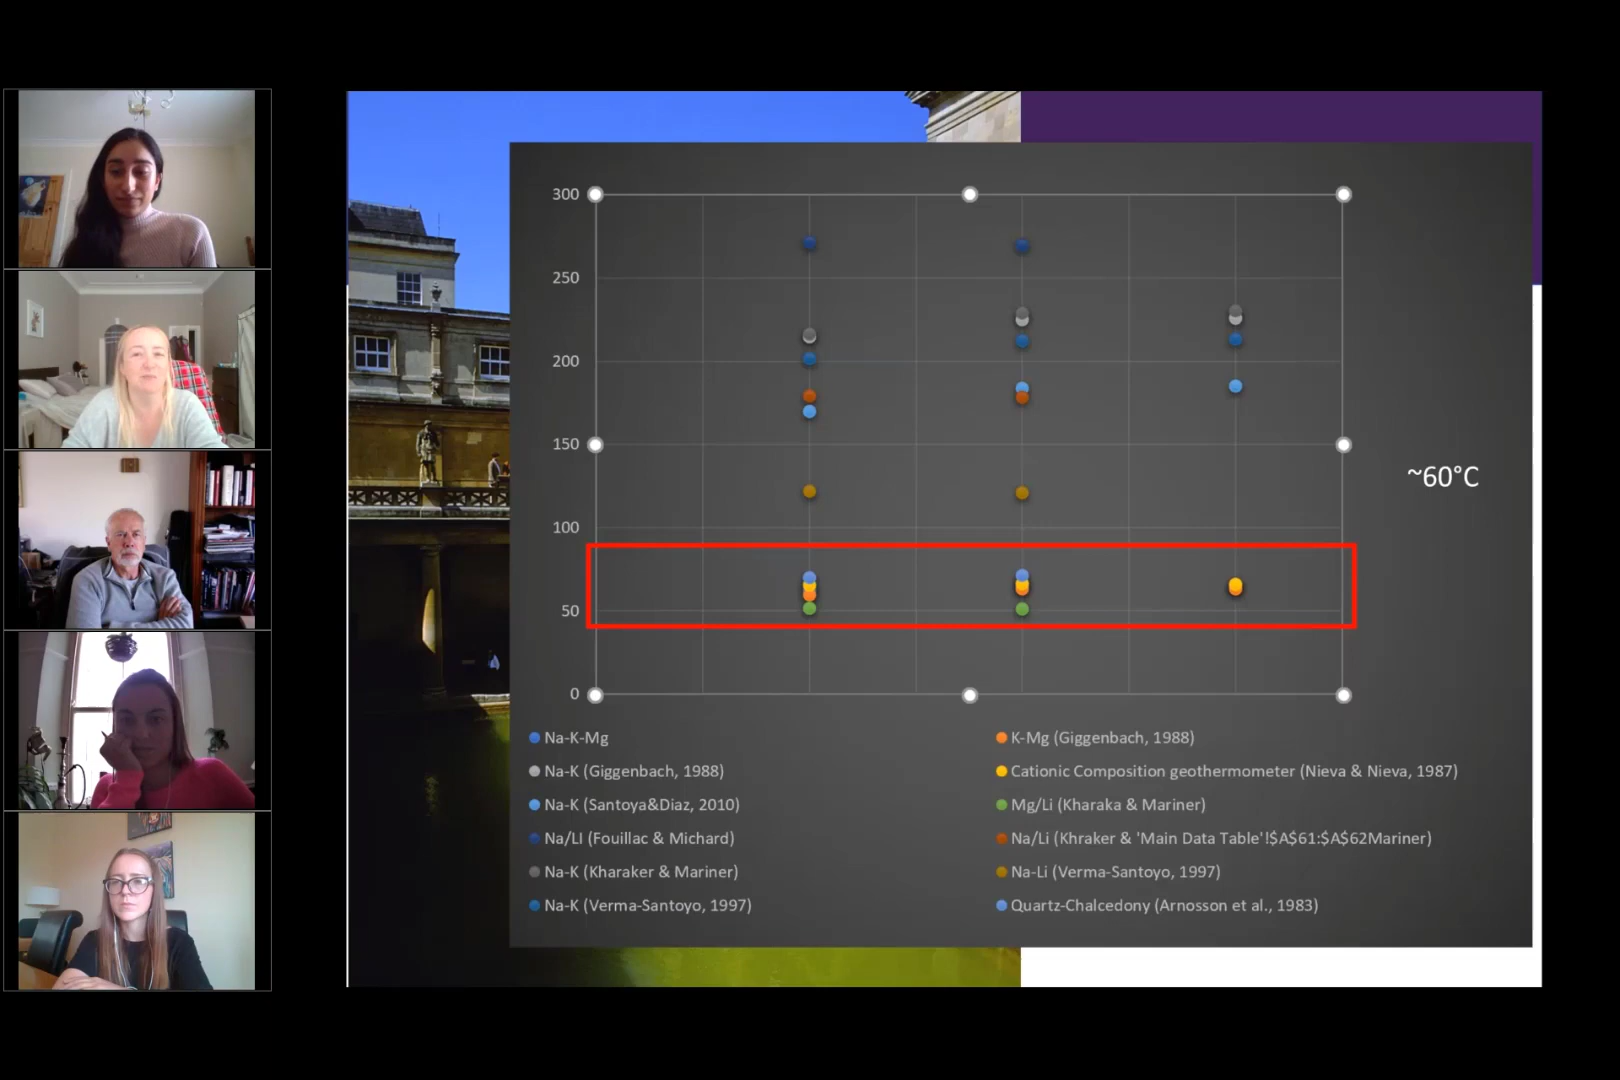 300
250
200
150
100
50
0
~60°C
Na-K-Mg
K-Mg (Giggenbach, 1988)
Na-K (Giggenbach, 1988)
Cationic Composition geothermometer (Nieva & Nieva, 1987)
Na-K (Santoya&Diaz, 2010)
Mg/Li (Kharaka & Mariner)
Na/LI (Fouillac & Michard)
Na/Li (Khraker & 'Main Data Table'!$A$61:$A$62Mariner)
Na-K (Kharaker & Mariner)
Na-Li (Verma-Santoyo, 1997)
Na-K (Verma-Santoyo, 1997)
Quartz-Chalcedony (Arnosson et al., 1983)